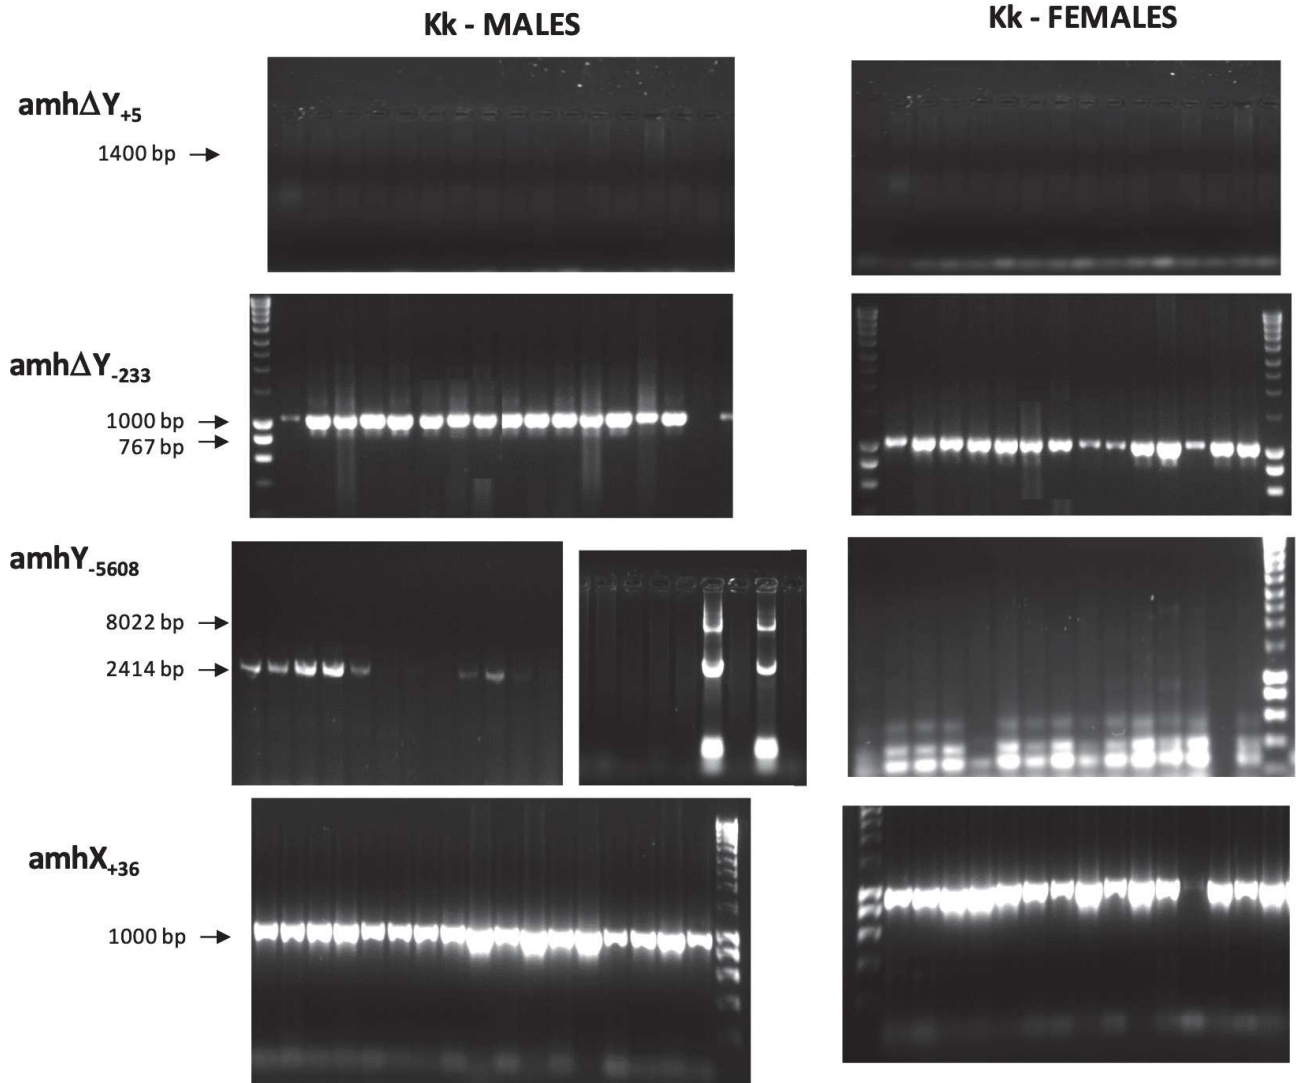 Kk - MALES
Kk - FEMALES
amhΔY+5
1400 bp →
amhΔY-233
1000 bp →
767 bp →
amhY-5608
8022 bp →
2414 bp →
amhX+36
1000 bp →